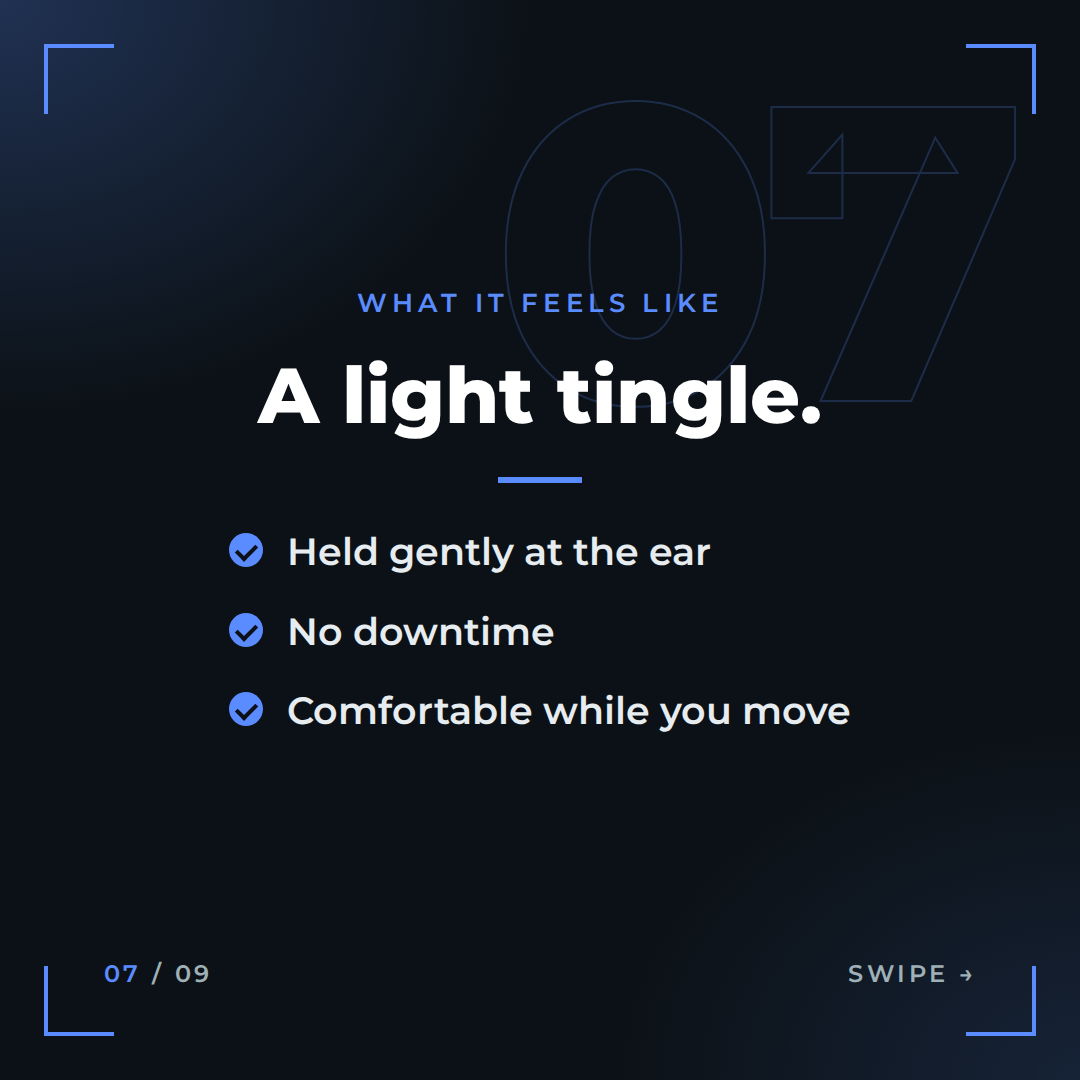 07
WHAT IT FEELS LIKE
A light tingle.
Held gently at the ear
No downtime
Comfortable while you move
07 / 09
SWIPE →